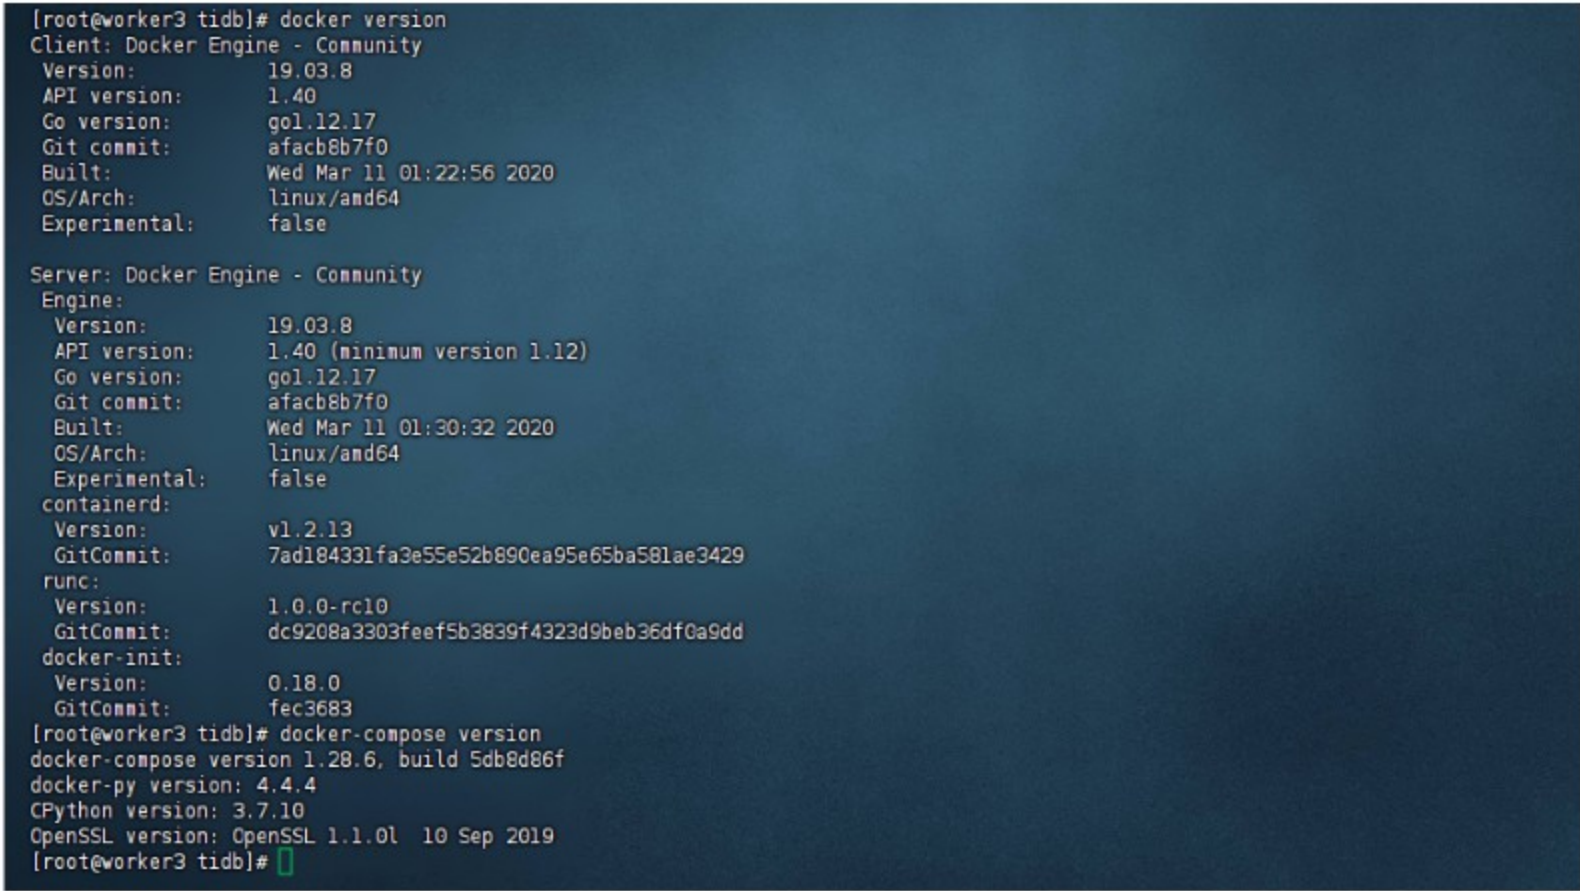 [root@worker3 tidb]# docker version
Client: Docker Engine - Community
 Version:           19.03.8
 API version:       1.40
 Go version:        go1.12.17
 Git commit:        afacb8b7f0
 Built:             Wed Mar 11 01:22:56 2020
 OS/Arch:           linux/amd64
 Experimental:      false

Server: Docker Engine - Community
 Engine:
  Version:          19.03.8
  API version:      1.40 (minimum version 1.12)
  Go version:       go1.12.17
  Git commit:       afacb8b7f0
  Built:            Wed Mar 11 01:30:32 2020
  OS/Arch:          linux/amd64
  Experimental:     false
 containerd:
  Version:          v1.2.13
  GitCommit:        7ad184331fa3e55e52b890ea95e65ba581ae3429
 runc:
  Version:          1.0.0-rc10
  GitCommit:        dc9208a3303feef5b3839f4323d9beb36df0a9dd
 docker-init:
  Version:          0.18.0
  GitCommit:        fec3683
[root@worker3 tidb]# docker-compose version
docker-compose version 1.28.6, build 5db8d86f
docker-py version: 4.4.4
CPython version: 3.7.10
OpenSSL version: OpenSSL 1.1.0l  10 Sep 2019
[root@worker3 tidb]#